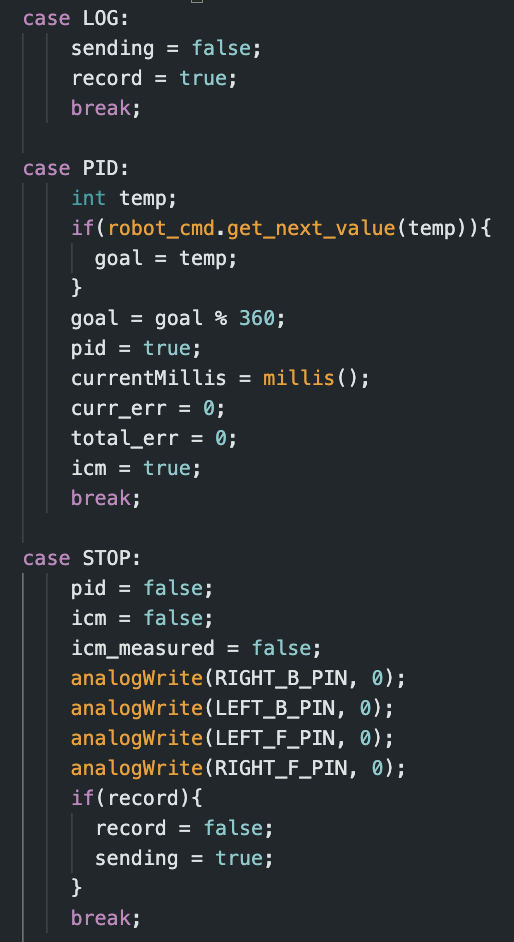 case LOG:
sending = false;
record = true;
break;
case PID:
int temp;
if(robot_cmd.get_next_value(temp)){
goal = temp;
}
goal = goal % 360;
pid = true;
currentMillis = millis();
curr_err = 0;
total_err = 0;
icm = true;
break;
case STOP:
pid = false;
icm = false;
icm_measured = false;
analogWrite(RIGHT_B_PIN, 0);
analogWrite(LEFT_B_PIN, 0);
analogWrite(LEFT_F_PIN, 0);
analogWrite(RIGHT_F_PIN, 0);
if(record){
record = false;
sending = true;
}
break;